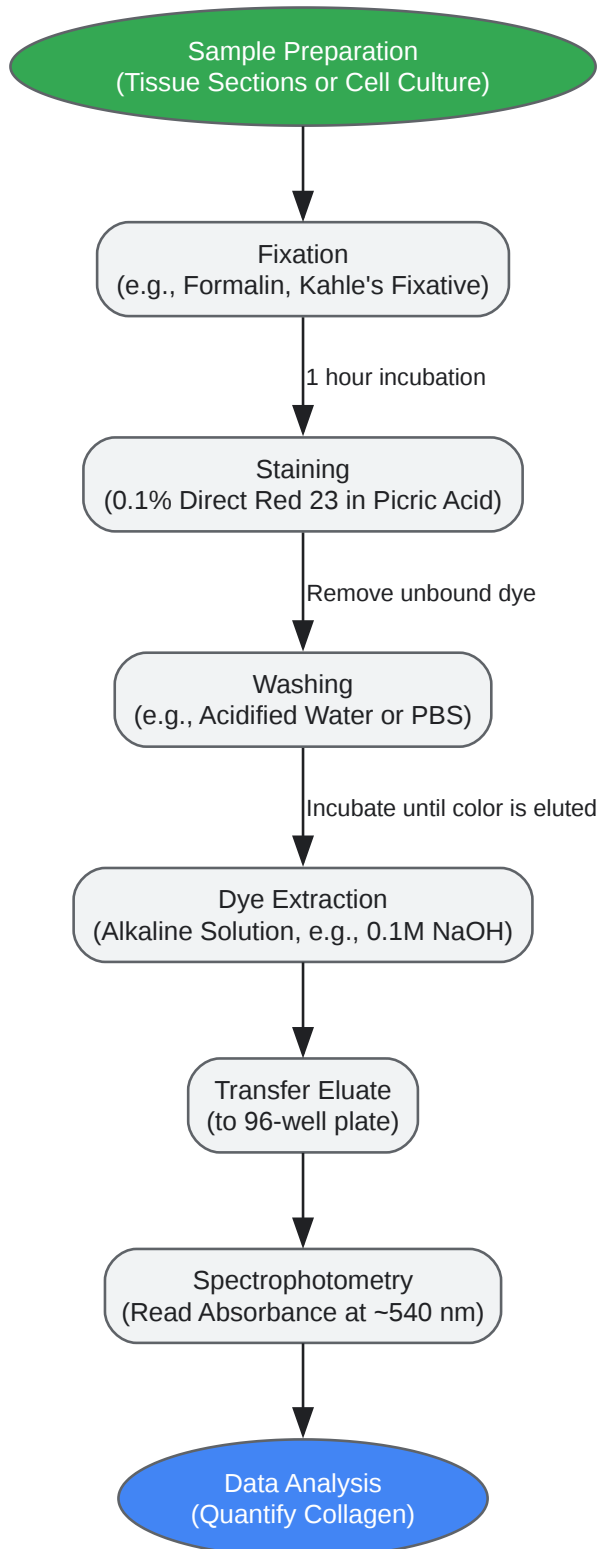 Sample Preparation
(Tissue Sections or Cell Culture)
Fixation
(e.g., Formalin, Kahle's Fixative)
1 hour incubation
Staining
(0.1% Direct Red 23 in Picric Acid)
Remove unbound dye
Washing
(e.g., Acidified Water or PBS)
Incubate until color is eluted
Dye Extraction
(Alkaline Solution, e.g., 0.1M NaOH)
Transfer Eluate
(to 96-well plate)
Spectrophotometry
(Read Absorbance at ~540 nm)
Data Analysis
(Quantify Collagen)